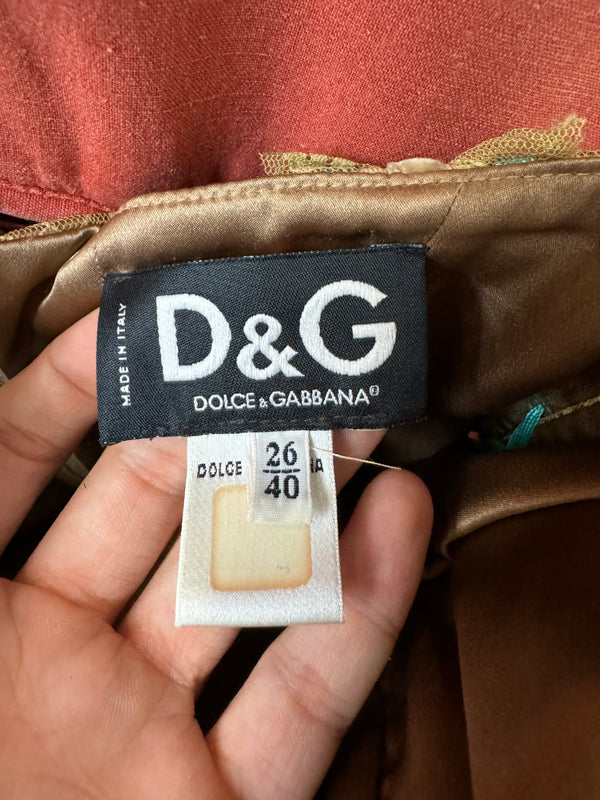 MADE IN ITALY
D&G
DOLCE & GABBANA®
DOLCE
26
40